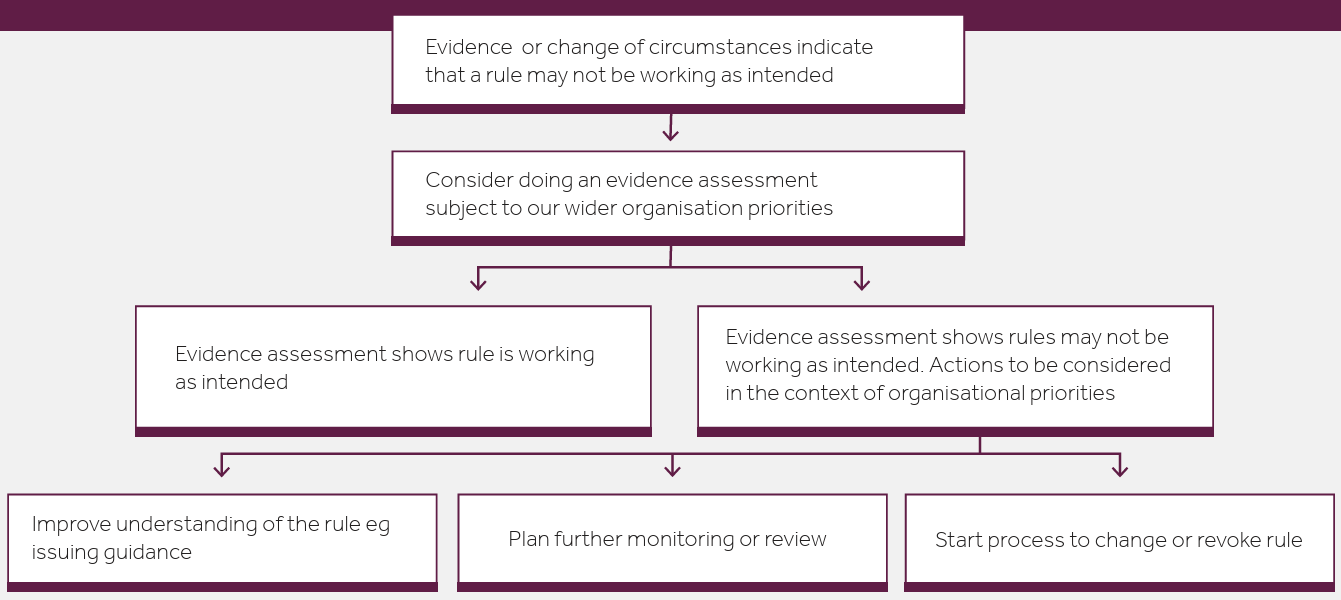 Evidence  or change of circumstances indicate
that a rule may not be working as intended
Consider doing an evidence assessment
subject to our wider organisation priorities
Evidence assessment shows rule is working
as intended
Evidence assessment shows rules may not be
working as intended. Actions to be considered
in the context of organisational priorities
Improve understanding of the rule eg
issuing guidance
Plan further monitoring or review
Start process to change or revoke rule